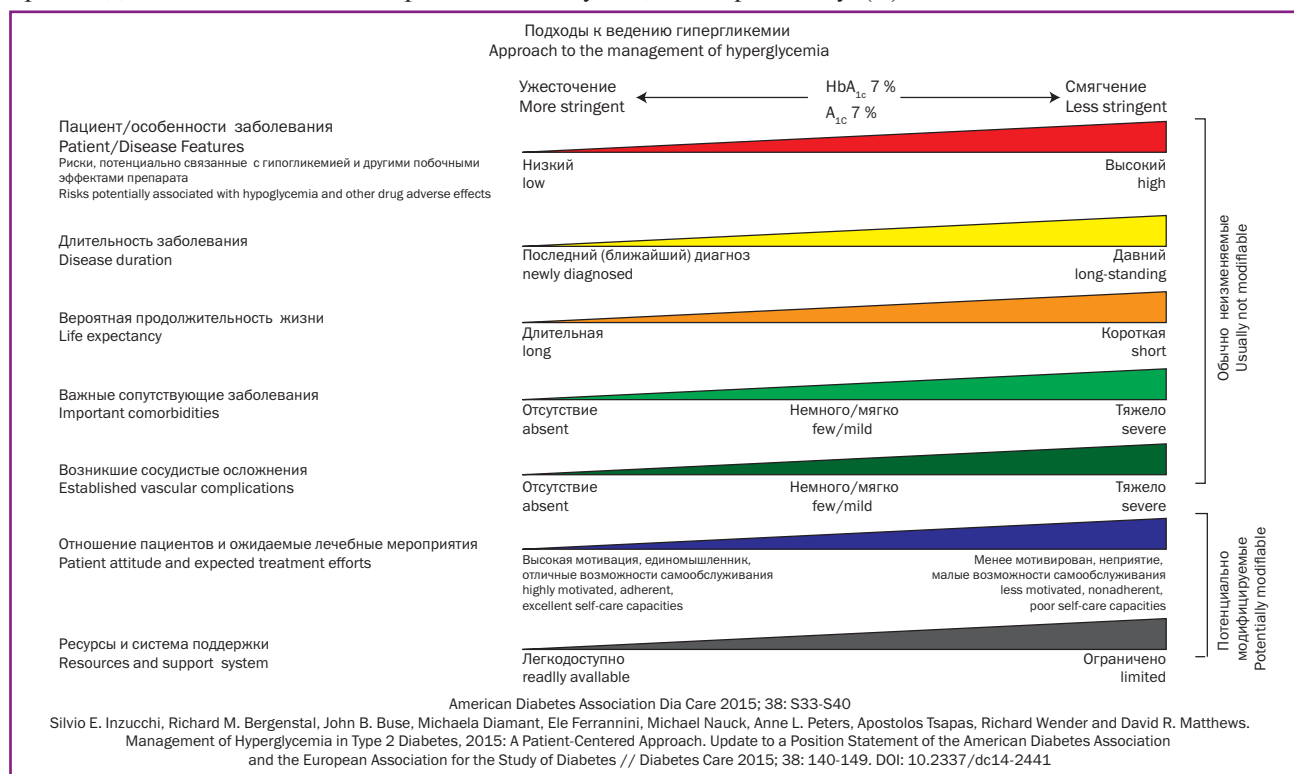 Подходы к ведению гипергликемии
Approach to the management of hyperglycemia
Ужесточение
More stringent
HbA1c 7 %
A1C 7 %
Смягчение
Less stringent
Пациент/особенности заболевания
Patient/Disease Features
Риски, потенциально связанные с гипогликемией и другими побочными
эффектами препарата
Risks potentially associated with hypoglycemia and other drug adverse effects
Низкий
low
Высокий
high
Длительность заболевания
Disease duration
Последний (ближайший) диагноз
newly diagnosed
Давний
long-standing
Вероятная продолжительность жизни
Life expectancy
Длительная
long
Короткая
short
Важные сопутствующие заболевания
Important comorbidities
Отсутствие
absent
Немного/мягко
few/mild
Тяжело
severe
Возникшие сосудистые осложнения
Established vascular complications
Отсутствие
absent
Немного/мягко
few/mild
Тяжело
severe
Обычно неизменяемые
Usually not modifiable
Отношение пациентов и ожидаемые лечебные мероприятия
Patient attitude and expected treatment efforts
Высокая мотивация, единомышленник,
отличные возможности самообслуживания
highly motivated, adherent,
excellent self-care capacities
Менее мотивирован, неприятие,
малые возможности самообслуживания
less motivated, nonadherent,
poor self-care capacities
Ресурсы и система поддержки
Resources and support system
Легкодоступно
readlly avallable
Ограничено
limited
Потенциально
модифицируемые
Potentially modifiable
American Diabetes Association Dia Care 2015; 38: S33-S40
Silvio E. Inzucchi, Richard M. Bergenstal, John B. Buse, Michaela Diamant, Ele Ferrannini, Michael Nauck, Anne L. Peters, Apostolos Tsapas, Richard Wender and David R. Matthews.
Management of Hyperglycemia in Type 2 Diabetes, 2015: A Patient-Centered Approach. Update to a Position Statement of the American Diabetes Association
and the European Association for the Study of Diabetes // Diabetes Care 2015; 38: 140-149. DOI: 10.2337/dc14-2441